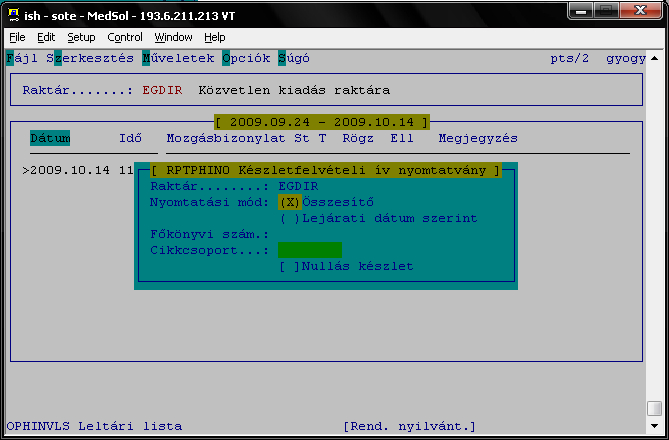 ish - sote - MedSol - 193.6.211.213 VT
File Edit Setup Control Window Help
Fájl Szerkesztés Műveletek Opciók Súgó pts/2 gyogy
Raktár.......: EGDIR Közvetlen kiadás raktára
[ 2009.09.24 - 2009.10.14 ]
Dátum Idő Mozgásbizonylat St T Rögz Ell Megjegyzés
>2009.10.14 11
[ RPTPHINO Készletfelvételi ív nyomtatvány ]
Raktár........: EGDIR
Nyomtatási mód: (X)Összesítő
( )Lejárati dátum szerint
Főkönyvi szám.:
Cikkcsoport...:
[ ]Nullás készlet
OPHINVLS Leltári lista [Rend. nyilvánt.]